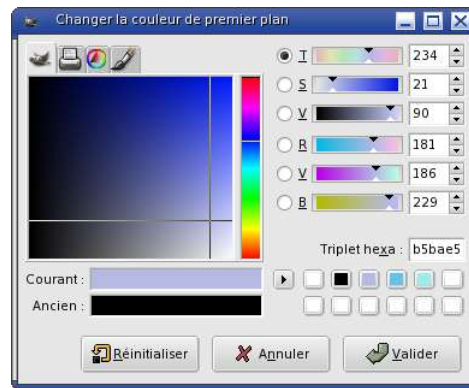 Changer la couleur de premier plan
T 234
S 21
V 90
R 181
V 186
B 229
Triplet hexa : b5bae5
Courant :
Ancien :
Réinitialiser
Annuler
Valider